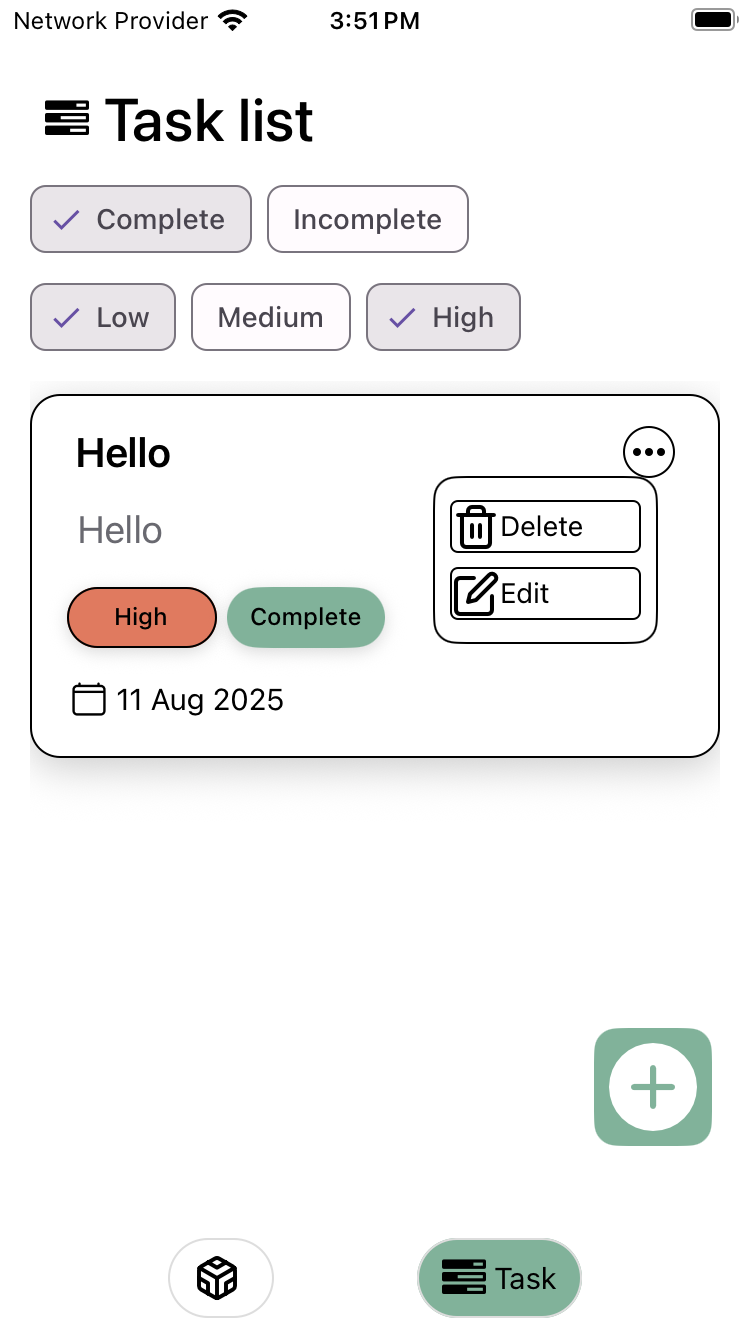 Network Provider 3:51 PM
Task list
Complete Incomplete
Low Medium High
Hello
Hello
Delete
Edit
High Complete
11 Aug 2025
Task